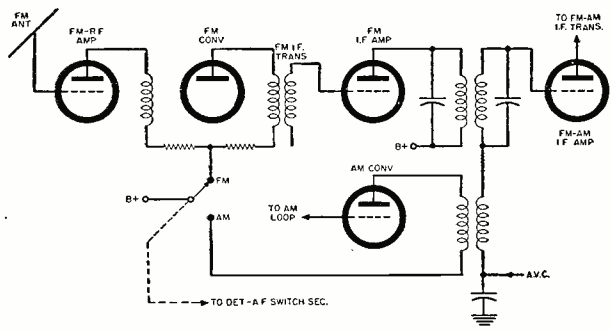 FM
ANT
FM-RF
AMP
FM
CONV
FM I.F.
TRANS
FM
I.F AMP
TO FM-AM
I.F. TRANS.
B+
FM-AM
I.F AMP
AM CONV
FM
B+
TO AM
LOOP
AM
A.V.C.
TO DET-A F SWITCH SEC.